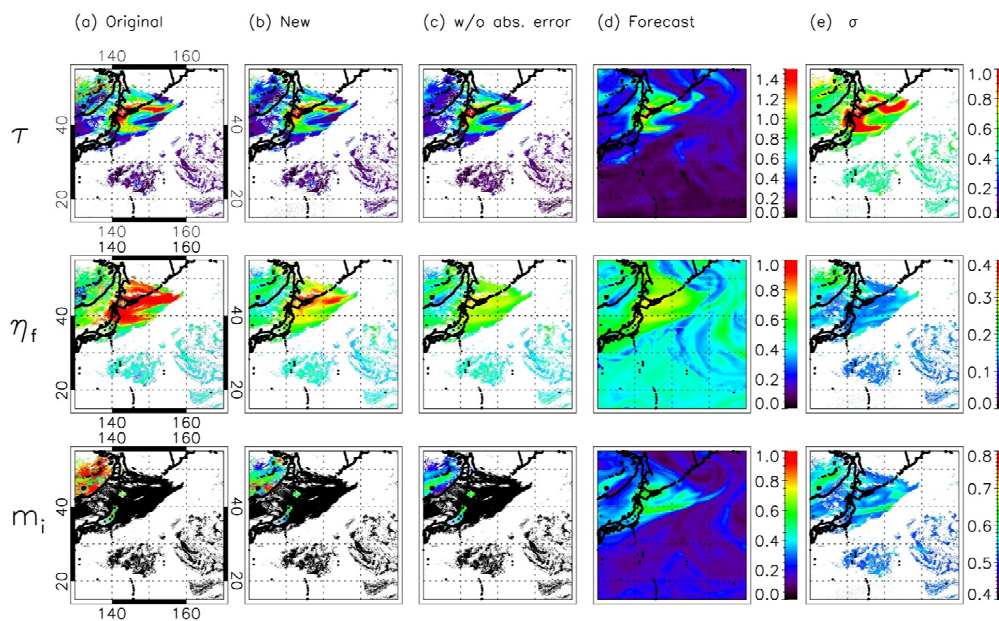 (a) Original (b) New (c) w/o abs. error (d) Forecast (e) σ
140 160
τ 40 20 40 20 1.4 1.2 1.0 0.8 0.6 0.4 0.2 0.0 1.0 0.8 0.6 0.4 0.2 0.01
140 160
140 160
η_f 40 20 40 20 1.0 0.8 0.6 0.4 0.2 0.0 0.4 0.3 0.2 0.1 0.01
140 160
140 160
m_i 40 20 40 20 1.0 0.8 0.6 0.4 0.2 0.0 0.8 0.7 0.6 0.5 0.4
140 160